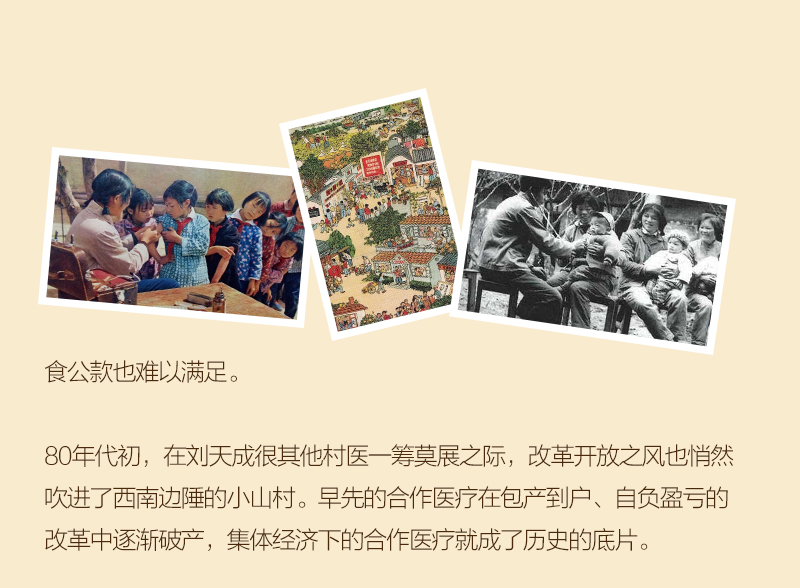 食公款也难以满足。
80年代初，在刘天成很其他村医一筹莫展之际，改革开放之风也悄然
吹进了西南边陲的小山村。早先的合作医疗在包产到户、自负盈亏的
改革中逐渐破产，集体经济下的合作医疗就成了历史的底片。